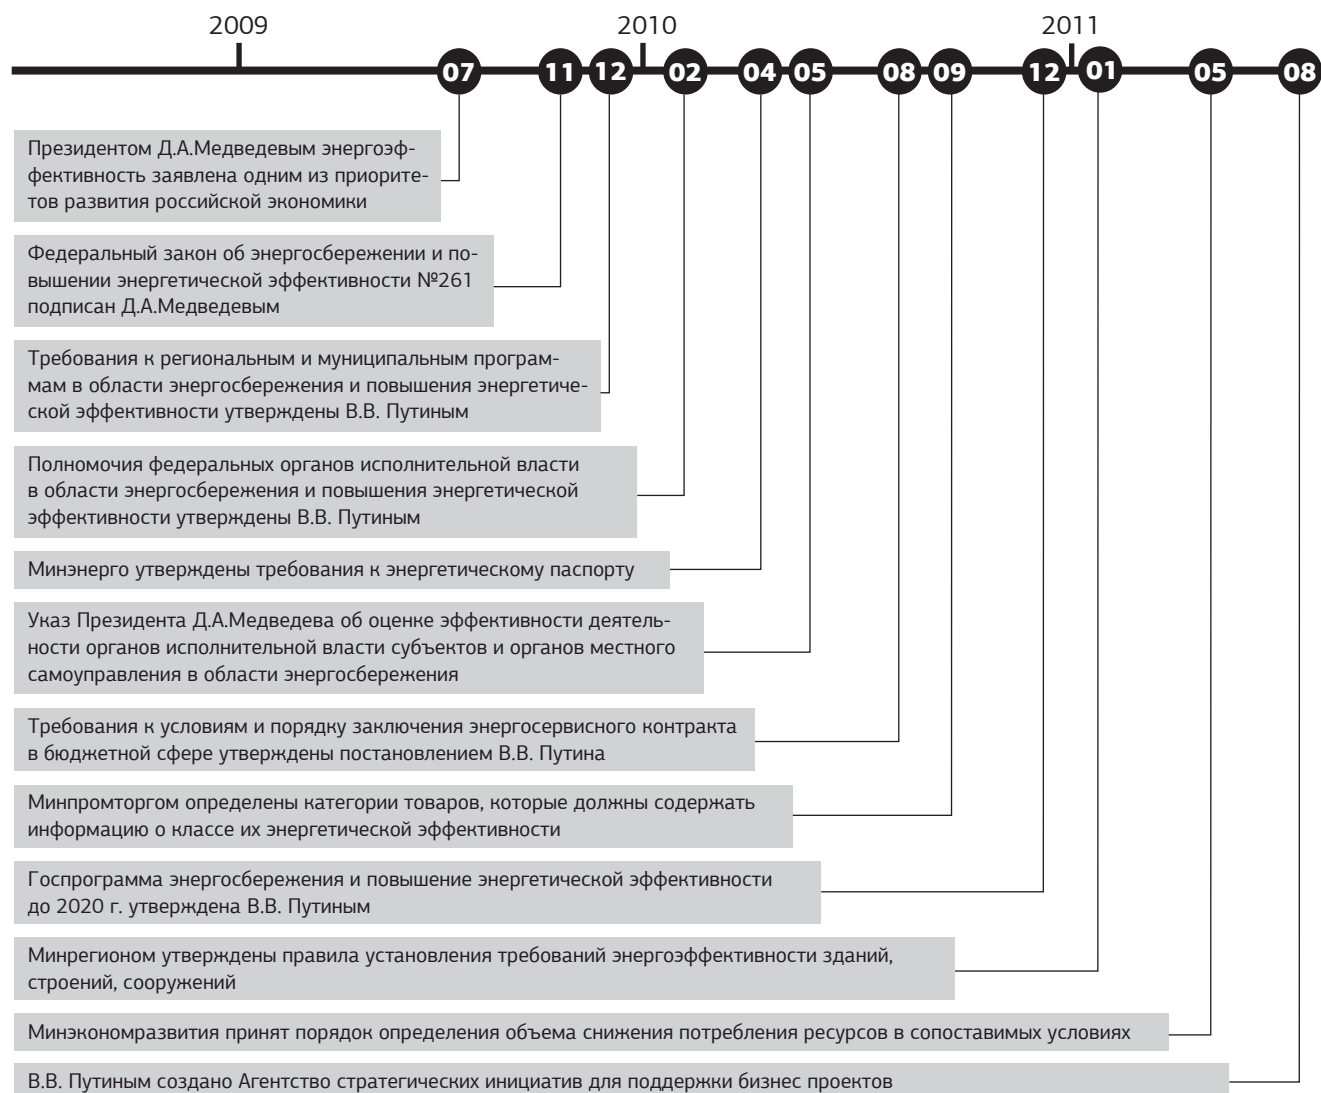 2009 2010 2011
07 11 12 02 04 05 08 09 12 01 05 08
Президентом Д.А.Медведевым энергоэф-
фективность заявлена одним из приорите-
тов развития российской экономики
Федеральный закон об энергосбережении и по-
вышении энергетической эффективности №261
подписан Д.А.Медведевым
Требования к региональным и муниципальным програм-
мам в области энергосбережения и повышения энергетиче-
ской эффективности утверждены В.В. Путиным
Полномочия федеральных органов исполнительной власти
в области энергосбережения и повышения энергетической
эффективности утверждены В.В. Путиным
Минэнерго утверждены требования к энергетическому паспорту
Указ Президента Д.А.Медведева об оценке эффективности деятель-
ности органов исполнительной власти субъектов и органов местного
самоуправления в области энергосбережения
Требования к условиям и порядку заключения энергосервисного контракта
в бюджетной сфере утверждены постановлением В.В. Путина
Минпромторгом определены категории товаров, которые должны содержать
информацию о классе их энергетической эффективности
Госпрограмма энергосбережения и повышение энергетической эффективности
до 2020 г. утверждена В.В. Путиным
Минрегионом утверждены правила установления требований энергоэффективности зданий,
строений, сооружений
Минэкономразвития принят порядок определения объема снижения потребления ресурсов в сопоставимых условиях
В.В. Путиным создано Агентство стратегических инициатив для поддержки бизнес проектов